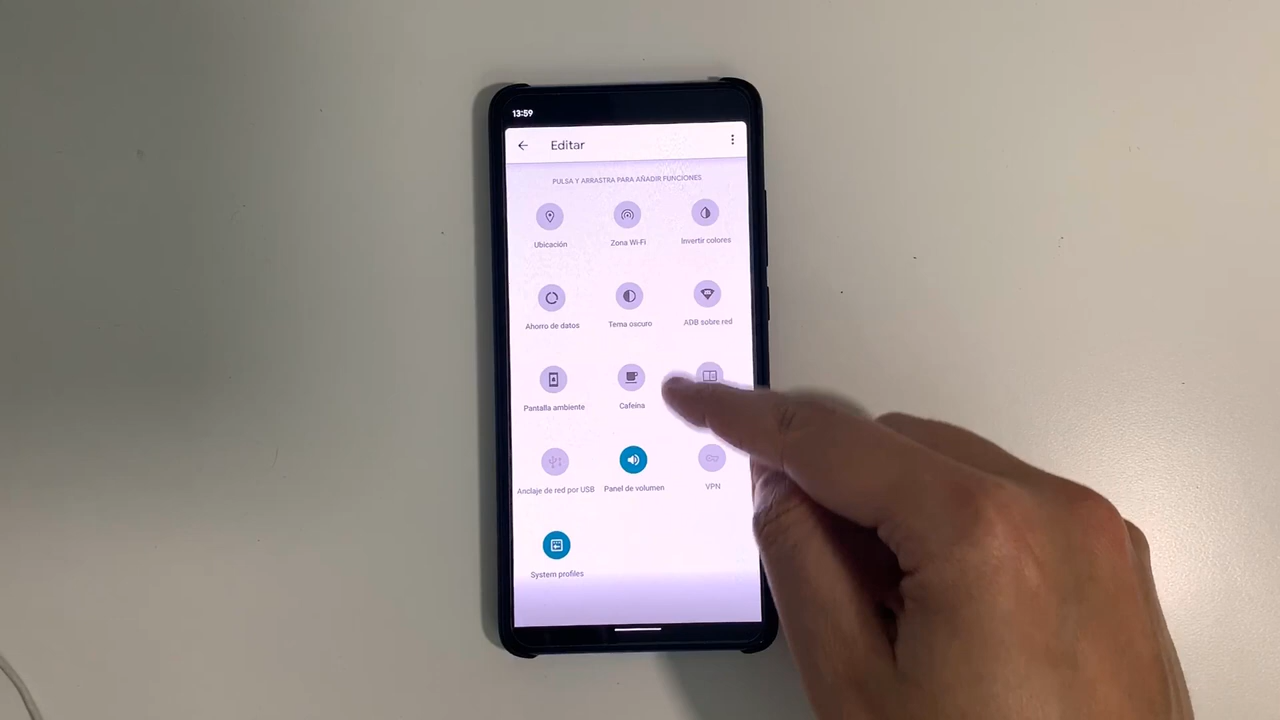 13:59
Editar
PULSA Y ARRASTRA PARA AÑADIR FUNCIONES
Ubicación
Zona Wi-Fi
Invertir colores
Ahorro de datos
Tema oscuro
ADB sobre red
Pantalla ambiente
Cafeína
Anclaje de red por USB
Panel de volumen
VPN
System profiles